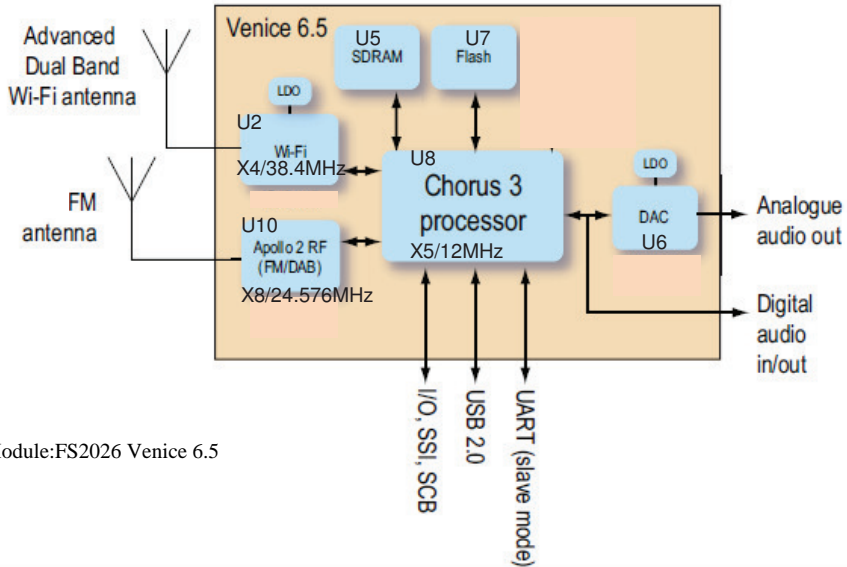 Advanced
Dual Band
Wi-Fi antenna
FM
antenna
Venice 6.5
U5
SDRAM
U7
Flash
LDO
U2
Wi-Fi
X4/38.4MHz
U8
Chorus 3
processor
X5/12MHz
U10
Apollo 2 RF
(FM/DAB)
X8/24.576MHz
LDO
DAC
U6
Analogue
audio out
Digital
audio
in/out
I/O, SSI, SCB
USB 2.0
UART (slave mode)
odule:FS2026 Venice 6.5